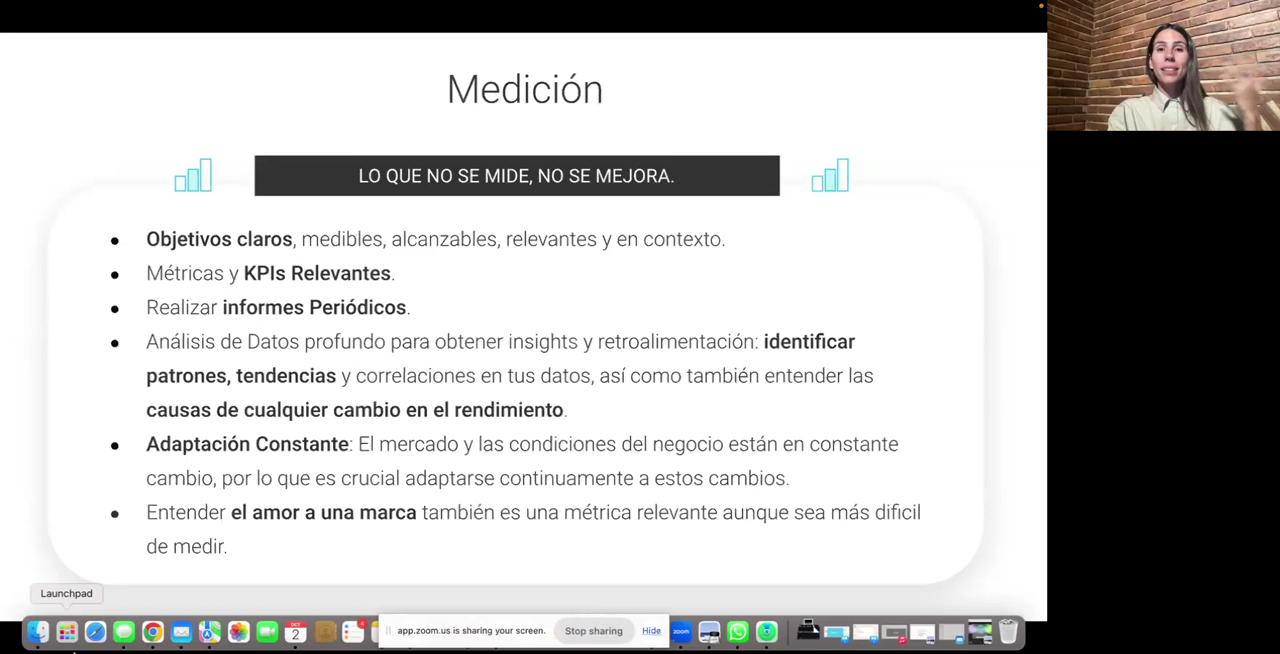 Medición
LO QUE NO SE MIDE, NO SE MEJORA.
● Objetivos claros, medibles, alcanzables, relevantes y en contexto.
● Métricas y KPIs Relevantes.
● Realizar informes Periódicos.
● Análisis de Datos profundo para obtener insights y retroalimentación: identificar
patrones, tendencias y correlaciones en tus datos, así como también entender las
causas de cualquier cambio en el rendimiento.
● Adaptación Constante: El mercado y las condiciones del negocio están en constante
cambio, por lo que es crucial adaptarse continuamente a estos cambios.
● Entender el amor a una marca también es una métrica relevante aunque sea más dificil
de medir.
Launchpad
OCT
2
app.zoom.us is sharing your screen. Stop sharing Hide
zoom